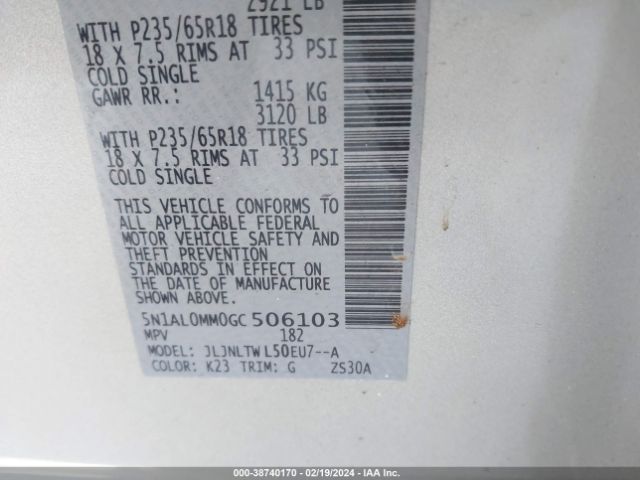 2921 LB
WITH P235/65R18 TIRES
18 X 7.5 RIMS AT 33 PSI
COLD SINGLE
GAWR RR.: 1415 KG
3120 LB
WITH P235/65R18 TIRES
18 X 7.5 RIMS AT 33 PSI
COLD SINGLE
THIS VEHICLE CONFORMS TO
ALL APPLICABLE FEDERAL
MOTOR VEHICLE SAFETY AND
THEFT PREVENTION
STANDARDS IN EFFECT ON
THE DATE OF MANUFACTURE
SHOWN ABOVE.
5N1AL0MM0GC506103
MPV 182
MODEL: JLJNLTWL50EU7--A
COLOR: K23 TRIM: G ZS30A
000-38740170 — 02/19/2024 — IAA Inc.